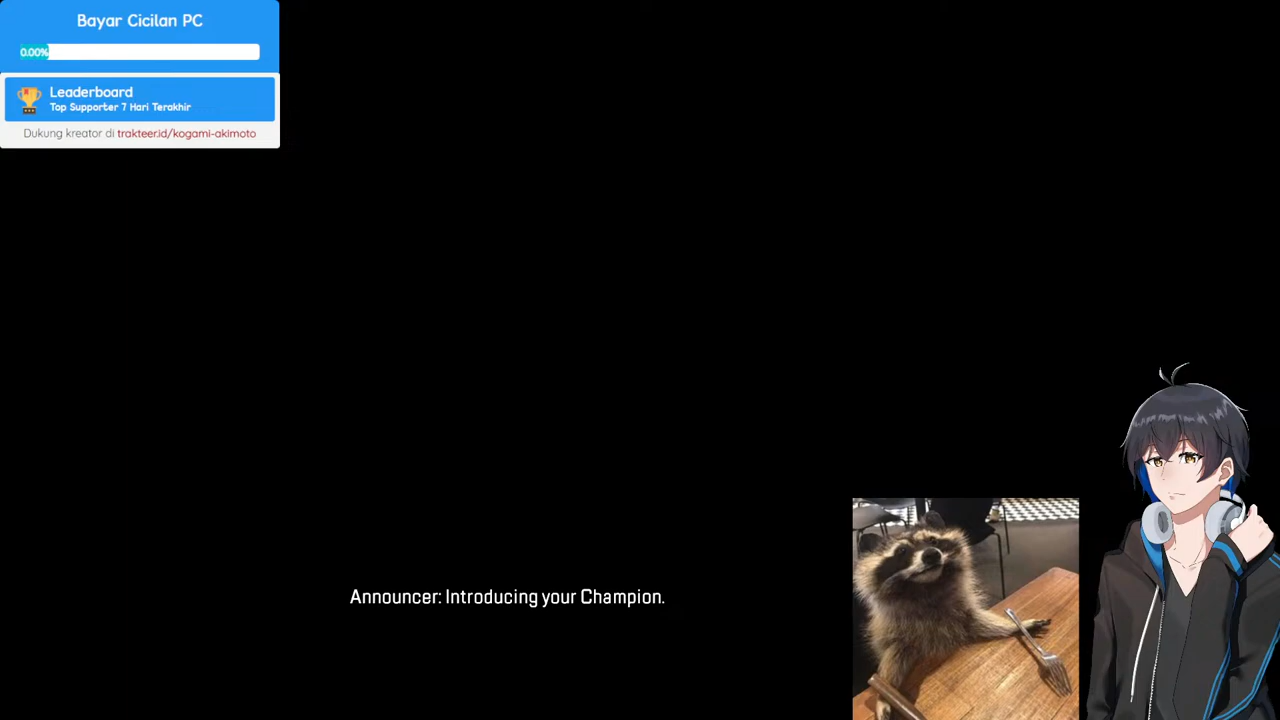 Bayar Cicilan PC
0.00%
Leaderboard
Top Supporter 7 Hari Terakhir
Dukung kreator di trakteer.id/kogami-akimoto
Announcer: Introducing your Champion.